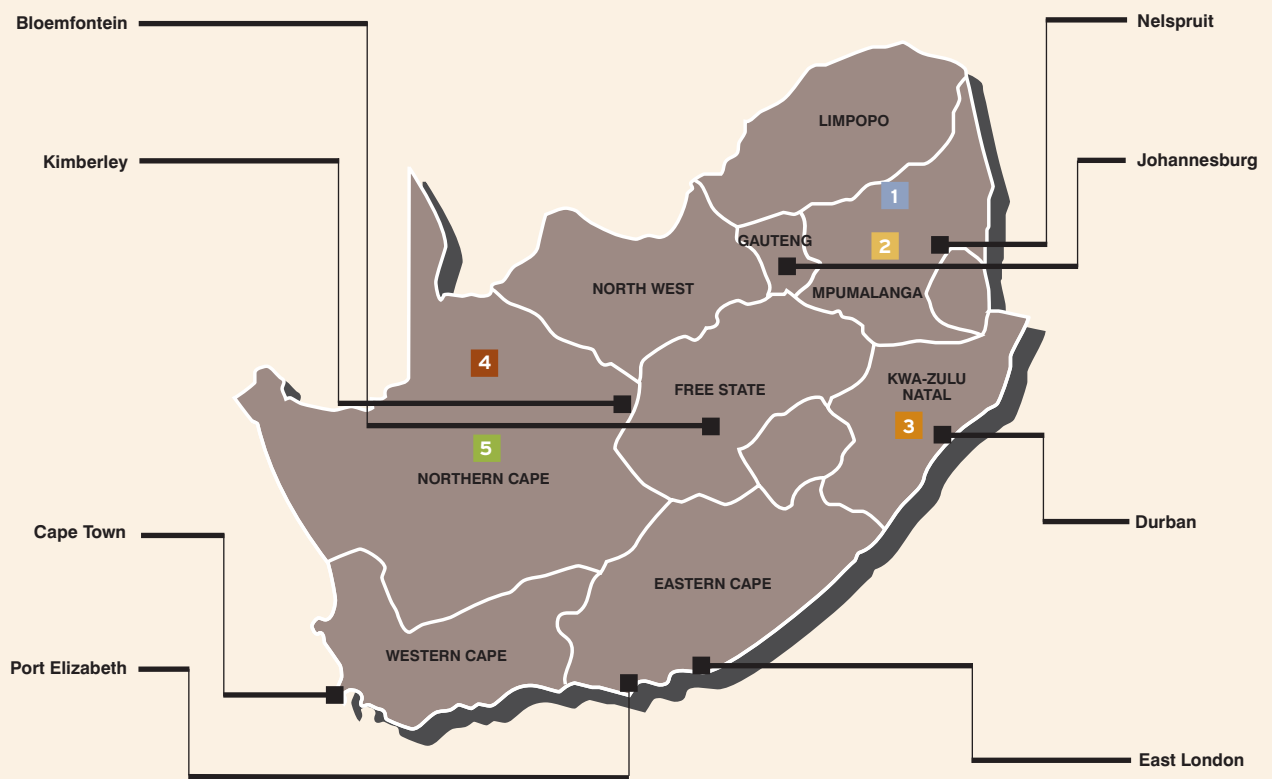 Bloemfontein
Nelspruit
LIMPOPO
Kimberley
Johannesburg
1
GAUTENG
2
NORTH WEST
MPUMALANGA
4
FREE STATE
KWA-ZULU
NATAL
3
5
NORTHERN CAPE
Durban
Cape Town
EASTERN CAPE
WESTERN CAPE
Port Elizabeth
East London